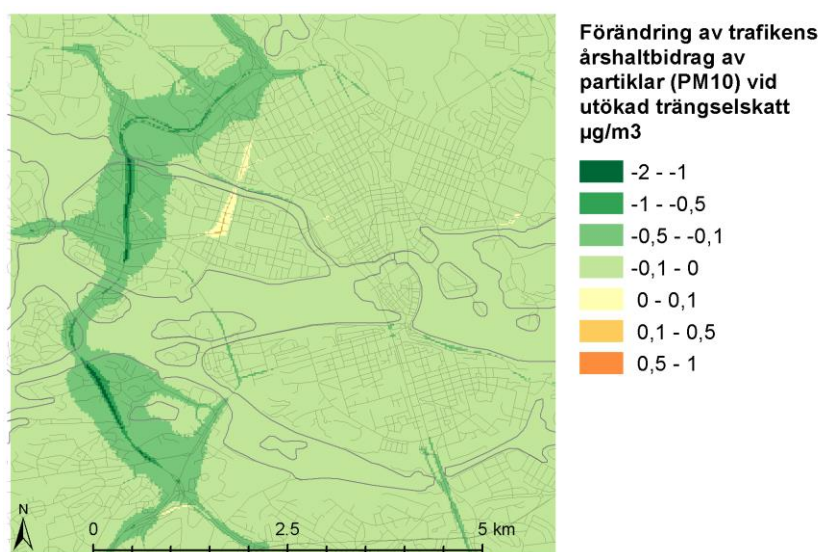 Förändring av trafikens
årshaltbidrag av
partiklar (PM10) vid
utökad trängselskatt
µg/m3
-2 - -1
-1 - -0,5
-0,5 - -0,1
-0,1 - 0
0 - 0,1
0,1 - 0,5
0,5 - 1
N
0 2.5 5 km